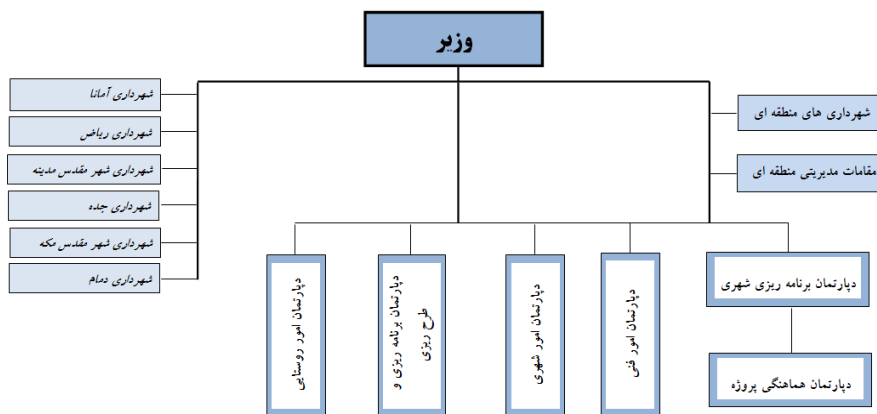 وزیر
شهرداری های منطقه ای
مقامات مدیریتی منطقه ای
شهرداری آمانا
شهرداری ریاض
شهرداری شهر مقدس مدینه
شهرداری جده
شهرداری شهر مقدس مکه
شهرداری دمام
دپارتمان برنامه ریزی شهری
دپارتمان هماهنگی پروژه
دپارتمان امور فنی
دپارتمان امور شهری
دپارتمان برنامه ریزی و
طرح ریزی
دپارتمان امور روستایی